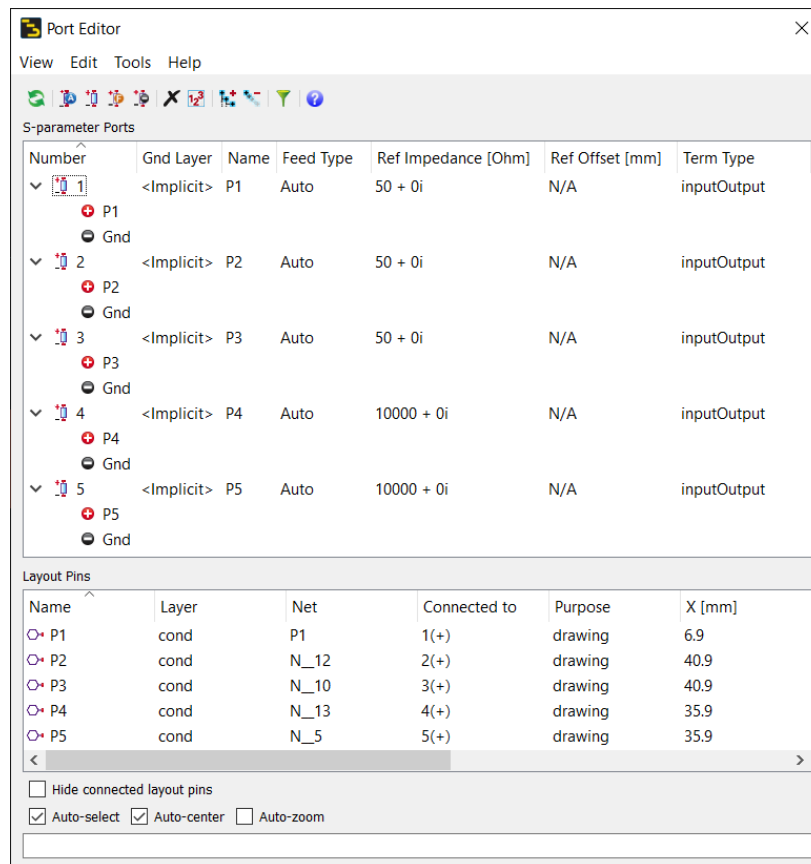 Port Editor
View Edit Tools Help
S-parameter Ports
Number Gnd Layer Name Feed Type Ref Impedance [Ohm] Ref Offset [mm] Term Type
1 <Implicit> P1 Auto 50 + 0i N/A inputOutput
P1
Gnd
2 <Implicit> P2 Auto 50 + 0i N/A inputOutput
P2
Gnd
3 <Implicit> P3 Auto 50 + 0i N/A inputOutput
P3
Gnd
4 <Implicit> P4 Auto 10000 + 0i N/A inputOutput
P4
Gnd
5 <Implicit> P5 Auto 10000 + 0i N/A inputOutput
P5
Gnd
Layout Pins
Name Layer Net Connected to Purpose X [mm]
P1 cond P1 1(+) drawing 6.9
P2 cond N__12 2(+) drawing 40.9
P3 cond N__10 3(+) drawing 40.9
P4 cond N__13 4(+) drawing 35.9
P5 cond N__5 5(+) drawing 35.9
Hide connected layout pins
Auto-select Auto-center Auto-zoom